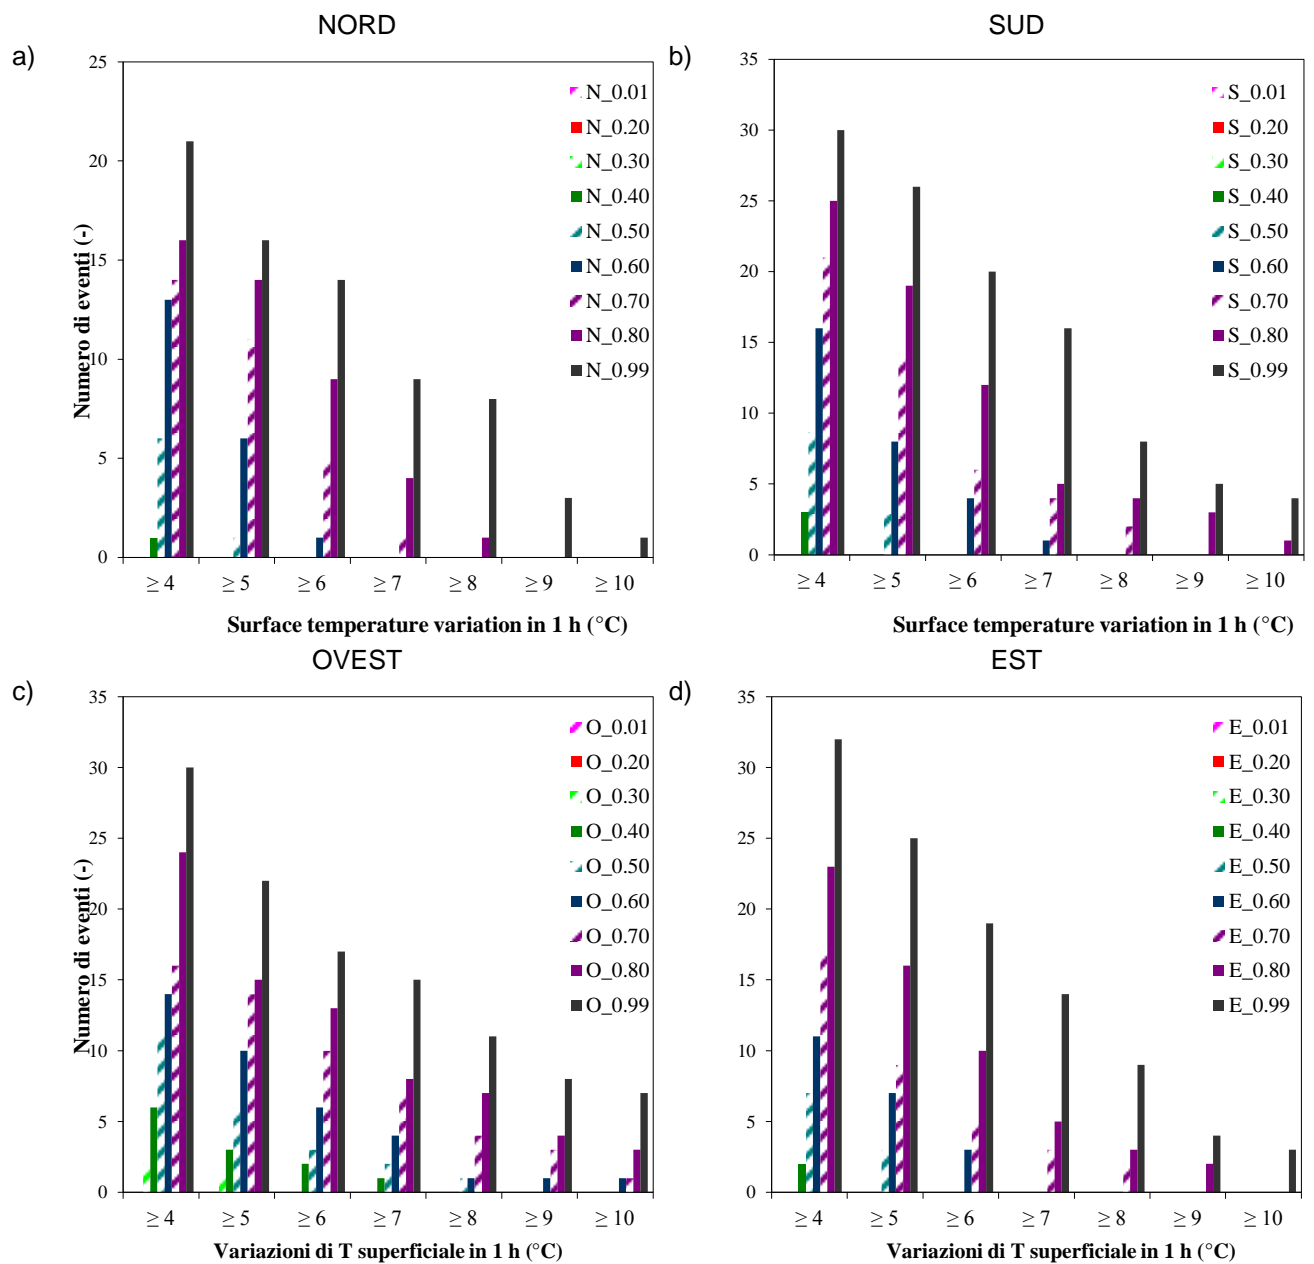 NORD
a)
25
20
15
10
5
0
Numero di eventi (-)
N_0.01
N_0.20
N_0.30
N_0.40
N_0.50
N_0.60
N_0.70
N_0.80
N_0.99
≥ 4 ≥ 5 ≥ 6 ≥ 7 ≥ 8 ≥ 9 ≥ 10
Surface temperature variation in 1 h (°C)
SUD
b)
35
30
25
20
15
10
5
0
S_0.01
S_0.20
S_0.30
S_0.40
S_0.50
S_0.60
S_0.70
S_0.80
S_0.99
≥ 4 ≥ 5 ≥ 6 ≥ 7 ≥ 8 ≥ 9 ≥ 10
Surface temperature variation in 1 h (°C)
OVEST
c)
35
30
25
20
15
10
5
0
Numero di eventi (-)
O_0.01
O_0.20
O_0.30
O_0.40
O_0.50
O_0.60
O_0.70
O_0.80
O_0.99
≥ 4 ≥ 5 ≥ 6 ≥ 7 ≥ 8 ≥ 9 ≥ 10
Variazioni di T superficiale in 1 h (°C)
EST
d)
35
30
25
20
15
10
5
0
E_0.01
E_0.20
E_0.30
E_0.40
E_0.50
E_0.60
E_0.70
E_0.80
E_0.99
≥ 4 ≥ 5 ≥ 6 ≥ 7 ≥ 8 ≥ 9 ≥ 10
Variazioni di T superficiale in 1 h (°C)